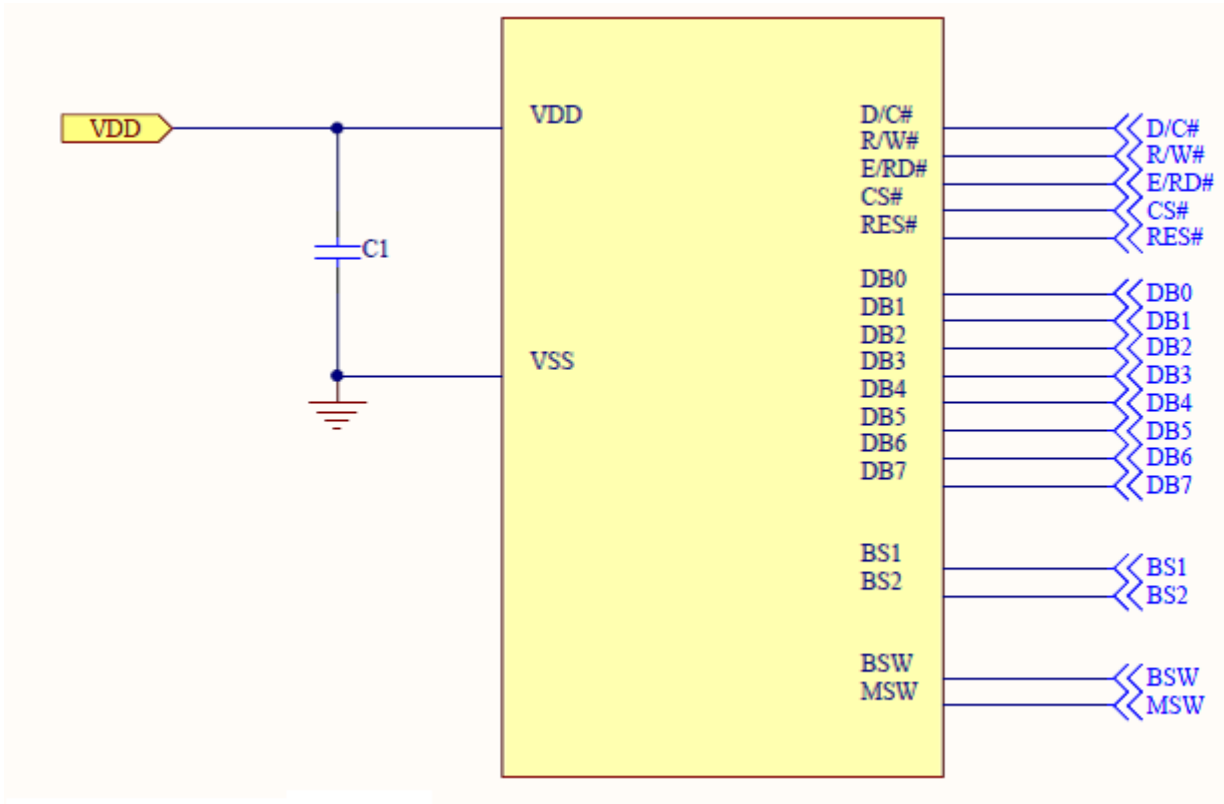 VDD
C1
VDD
VSS
D/C#
R/W#
E/RD#
CS#
RES#
DB0
DB1
DB2
DB3
DB4
DB5
DB6
DB7
BS1
BS2
BSW
MSW
D/C#
R/W#
E/RD#
CS#
RES#
DB0
DB1
DB2
DB3
DB4
DB5
DB6
DB7
BS1
BS2
BSW
MSW